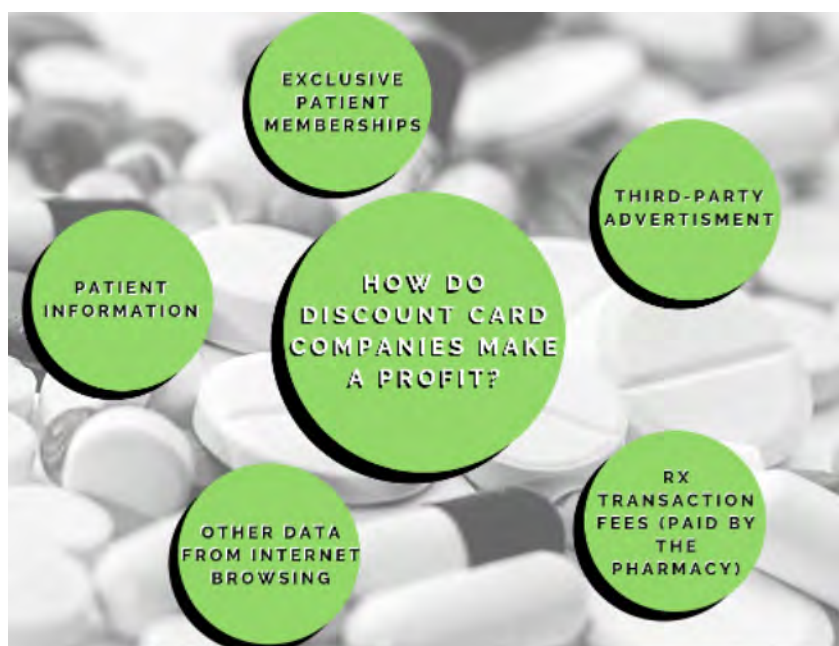 EXCLUSIVE
PATIENT
MEMBERSHIPS
THIRD-PARTY
ADVERTISMENT
PATIENT
INFORMATION
HOW DO
DISCOUNT CARD
COMPANIES MAKE
A PROFIT?
OTHER DATA
FROM INTERNET
BROWSING
RX
TRANSACTION
FEES (PAID BY
THE
PHARMACY)